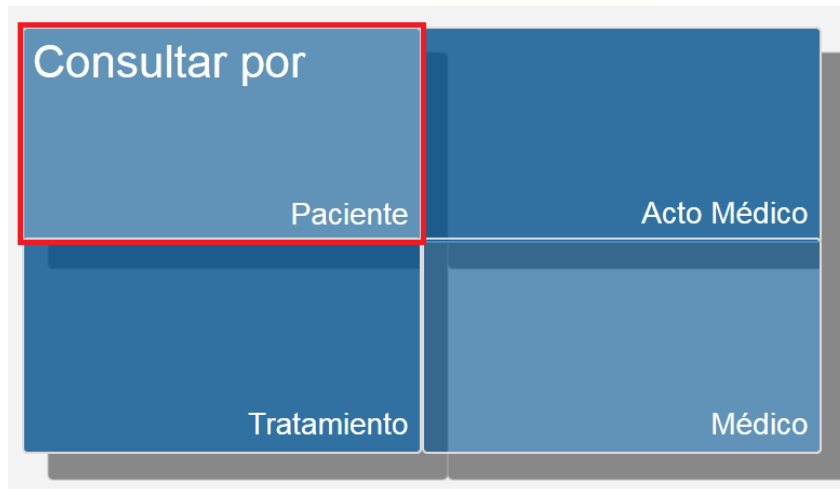 Consultar por
Paciente
Acto Médico
Tratamiento
Médico